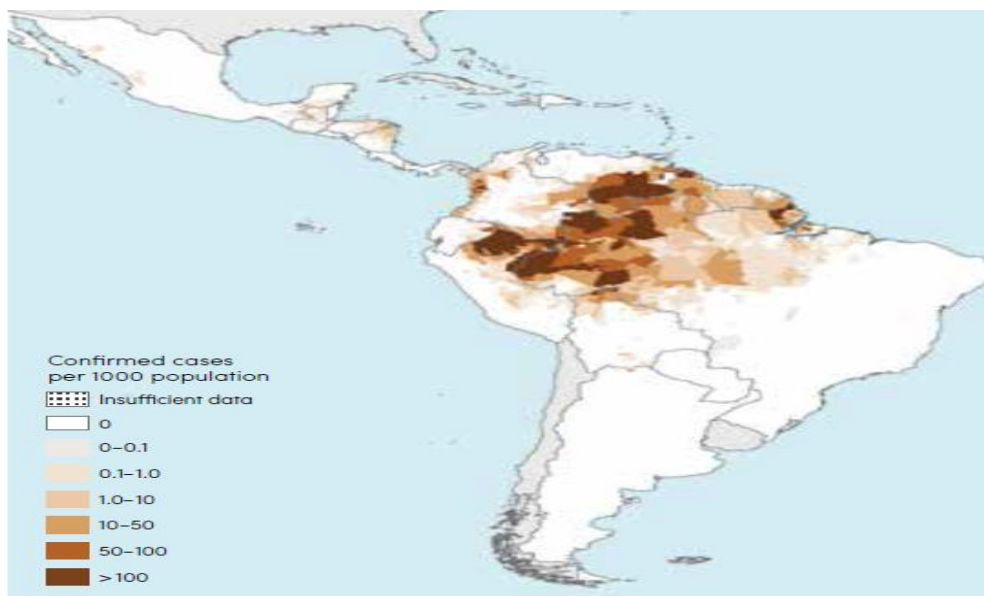 Confirmed cases
per 1000 population
Insufficient data
0
0–0.1
0.1–1.0
1.0–10
10–50
50–100
>100